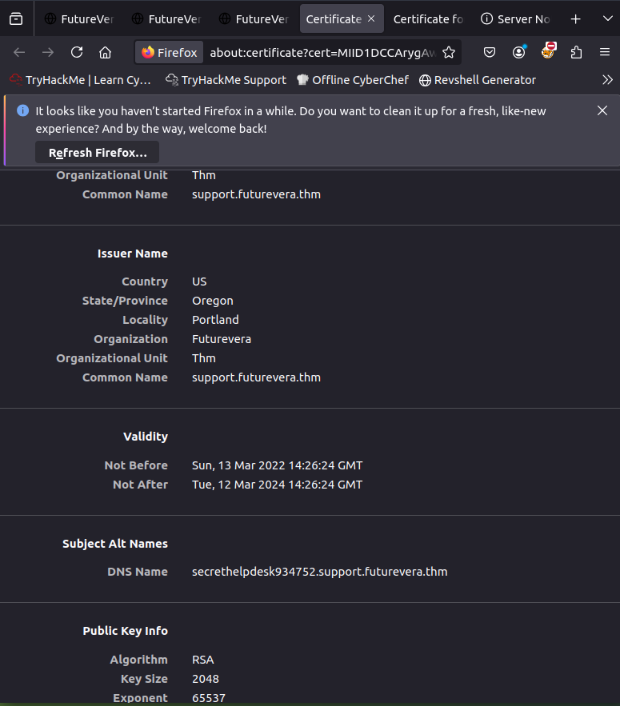 FutureVer FutureVer FutureVer Certificate Certificate fo Server No
Firefox about:certificate?cert=MIID1DCCArygAw
TryHackMe | Learn Cy... TryHackMe Support Offline CyberChef Revshell Generator
It looks like you haven't started Firefox in a while. Do you want to clean it up for a fresh, like-new
experience? And by the way, welcome back!
Refresh Firefox...
Organizational Unit Thm
Common Name support.futurevera.thm
Issuer Name
Country US
State/Province Oregon
Locality Portland
Organization Futurevera
Organizational Unit Thm
Common Name support.futurevera.thm
Validity
Not Before Sun, 13 Mar 2022 14:26:24 GMT
Not After Tue, 12 Mar 2024 14:26:24 GMT
Subject Alt Names
DNS Name secrethelpdesk934752.support.futurevera.thm
Public Key Info
Algorithm RSA
Key Size 2048
Exponent 65537